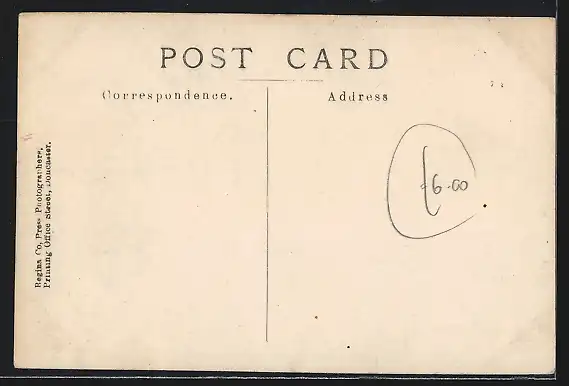 POST CARD
Correspondence.
Address
Regina Co. Press Photographers,
Printing Office Street, Doncaster.
£6.00